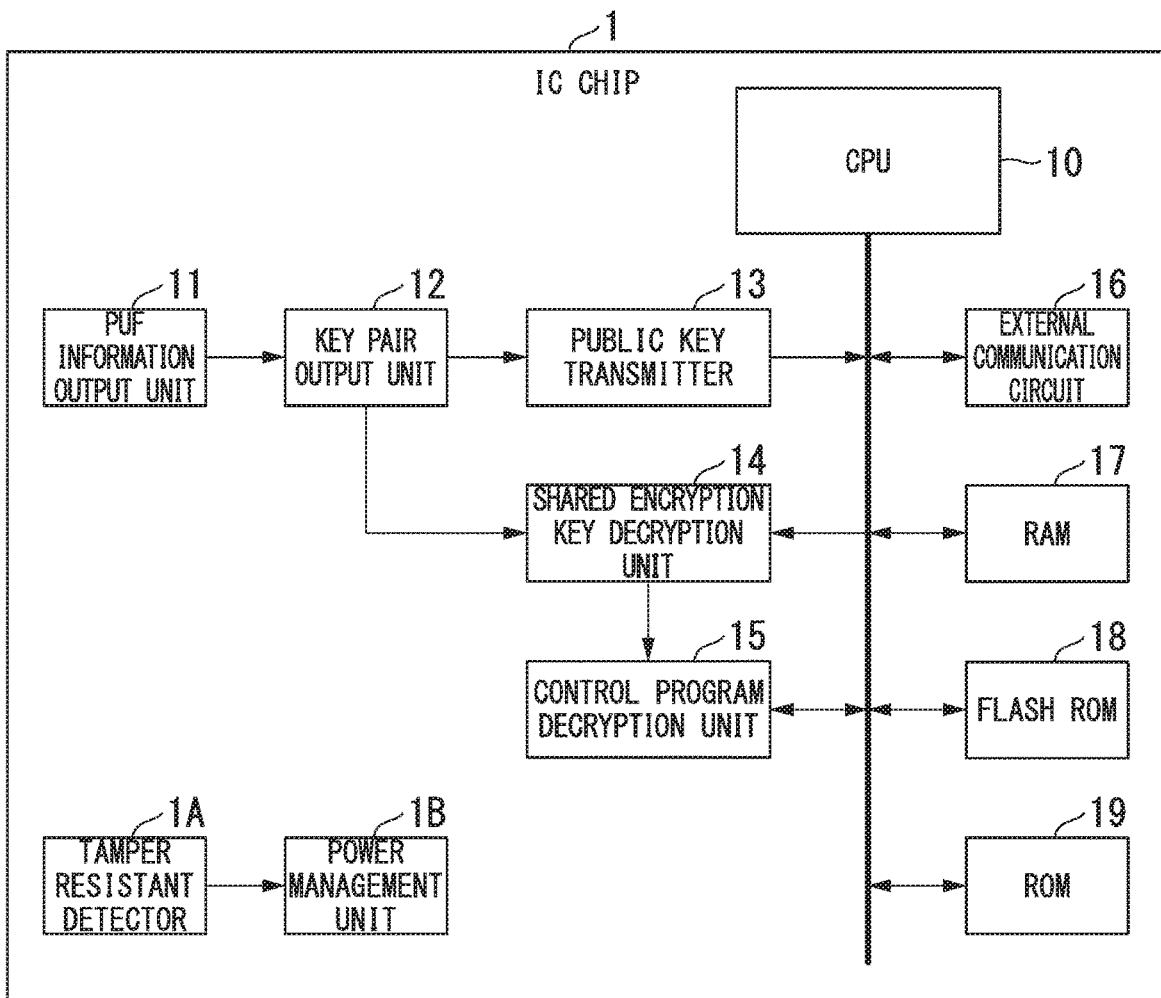 1
IC CHIP
CPU
10
11
PUF
INFORMATION
OUTPUT UNIT
12
KEY PAIR
OUTPUT UNIT
13
PUBLIC KEY
TRANSMITTER
16
EXTERNAL
COMMUNICATION
CIRCUIT
14
SHARED ENCRYPTION
KEY DECRYPTION
UNIT
17
RAM
15
CONTROL PROGRAM
DECRYPTION UNIT
18
FLASH ROM
1A
TAMPER
RESISTANT
DETECTOR
1B
POWER
MANAGEMENT
UNIT
19
ROM